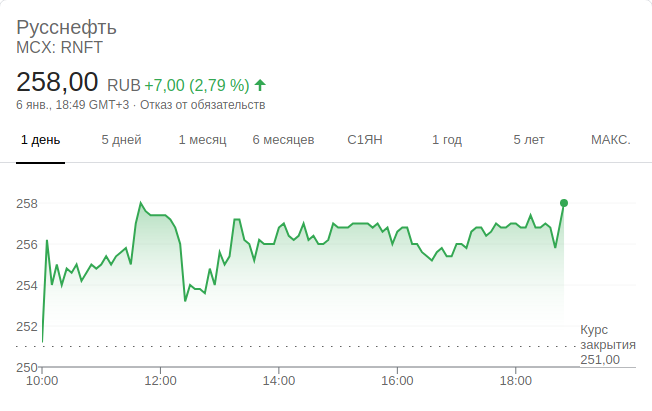 Русснефть
MCX: RNFT
258,00 RUB +7,00 (2,79 %)
6 янв., 18:49 GMT+3 · Отказ от обязательств
1 день 5 дней 1 месяц 6 месяцев С1ЯН 1 год 5 лет МАКС.
258
256
254
252
Курс
закрытия
251,00
250
10:00 12:00 14:00 16:00 18:00